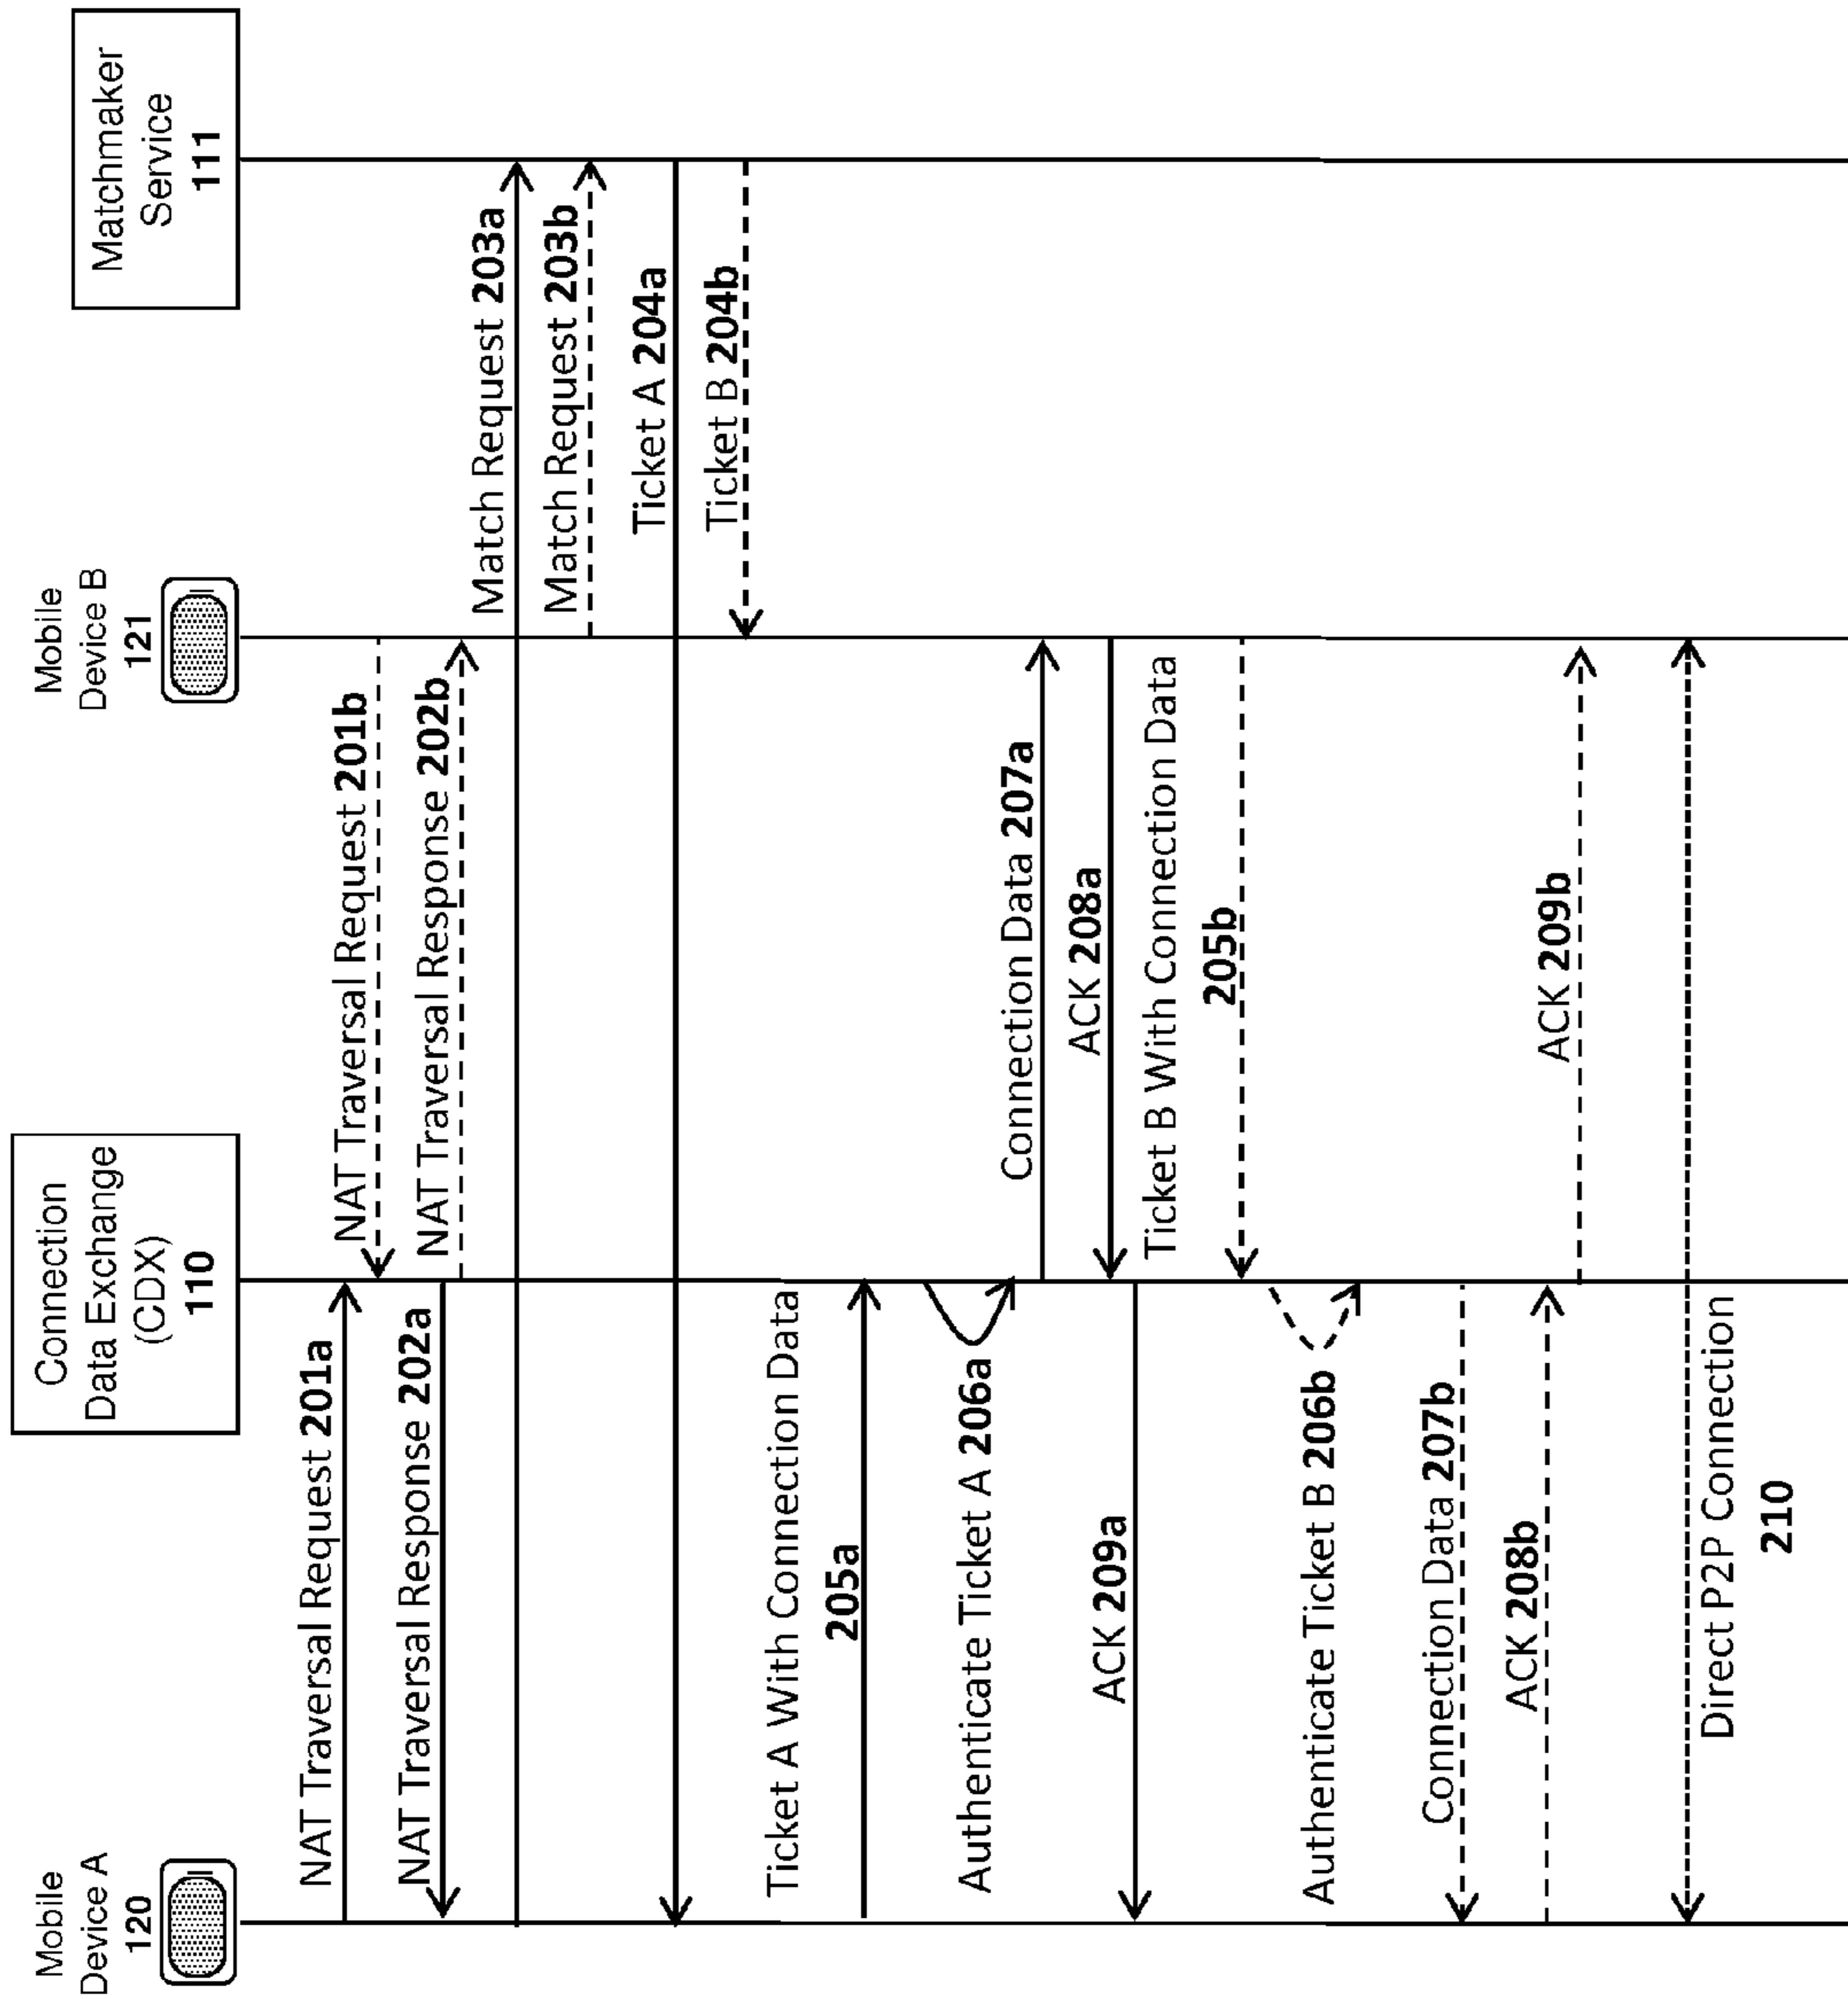 Mobile
Device A
120
Connection
Data Exchange
(CDX)
110
Mobile
Device B
121
Matchmaker
Service
111
NAT Traversal Request 201a
NAT Traversal Request 201b
NAT Traversal Response 202a
NAT Traversal Response 202b
Match Request 203a
Match Request 203b
Ticket A 204a
Ticket B 204b
Ticket A With Connection Data
205a
Authenticate Ticket A 206a
Connection Data 207a
ACK 208a
ACK 209a
Ticket B With Connection Data
205b
Authenticate Ticket B 206b
Connection Data 207b
ACK 208b
ACK 209b
Direct P2P Connection
210